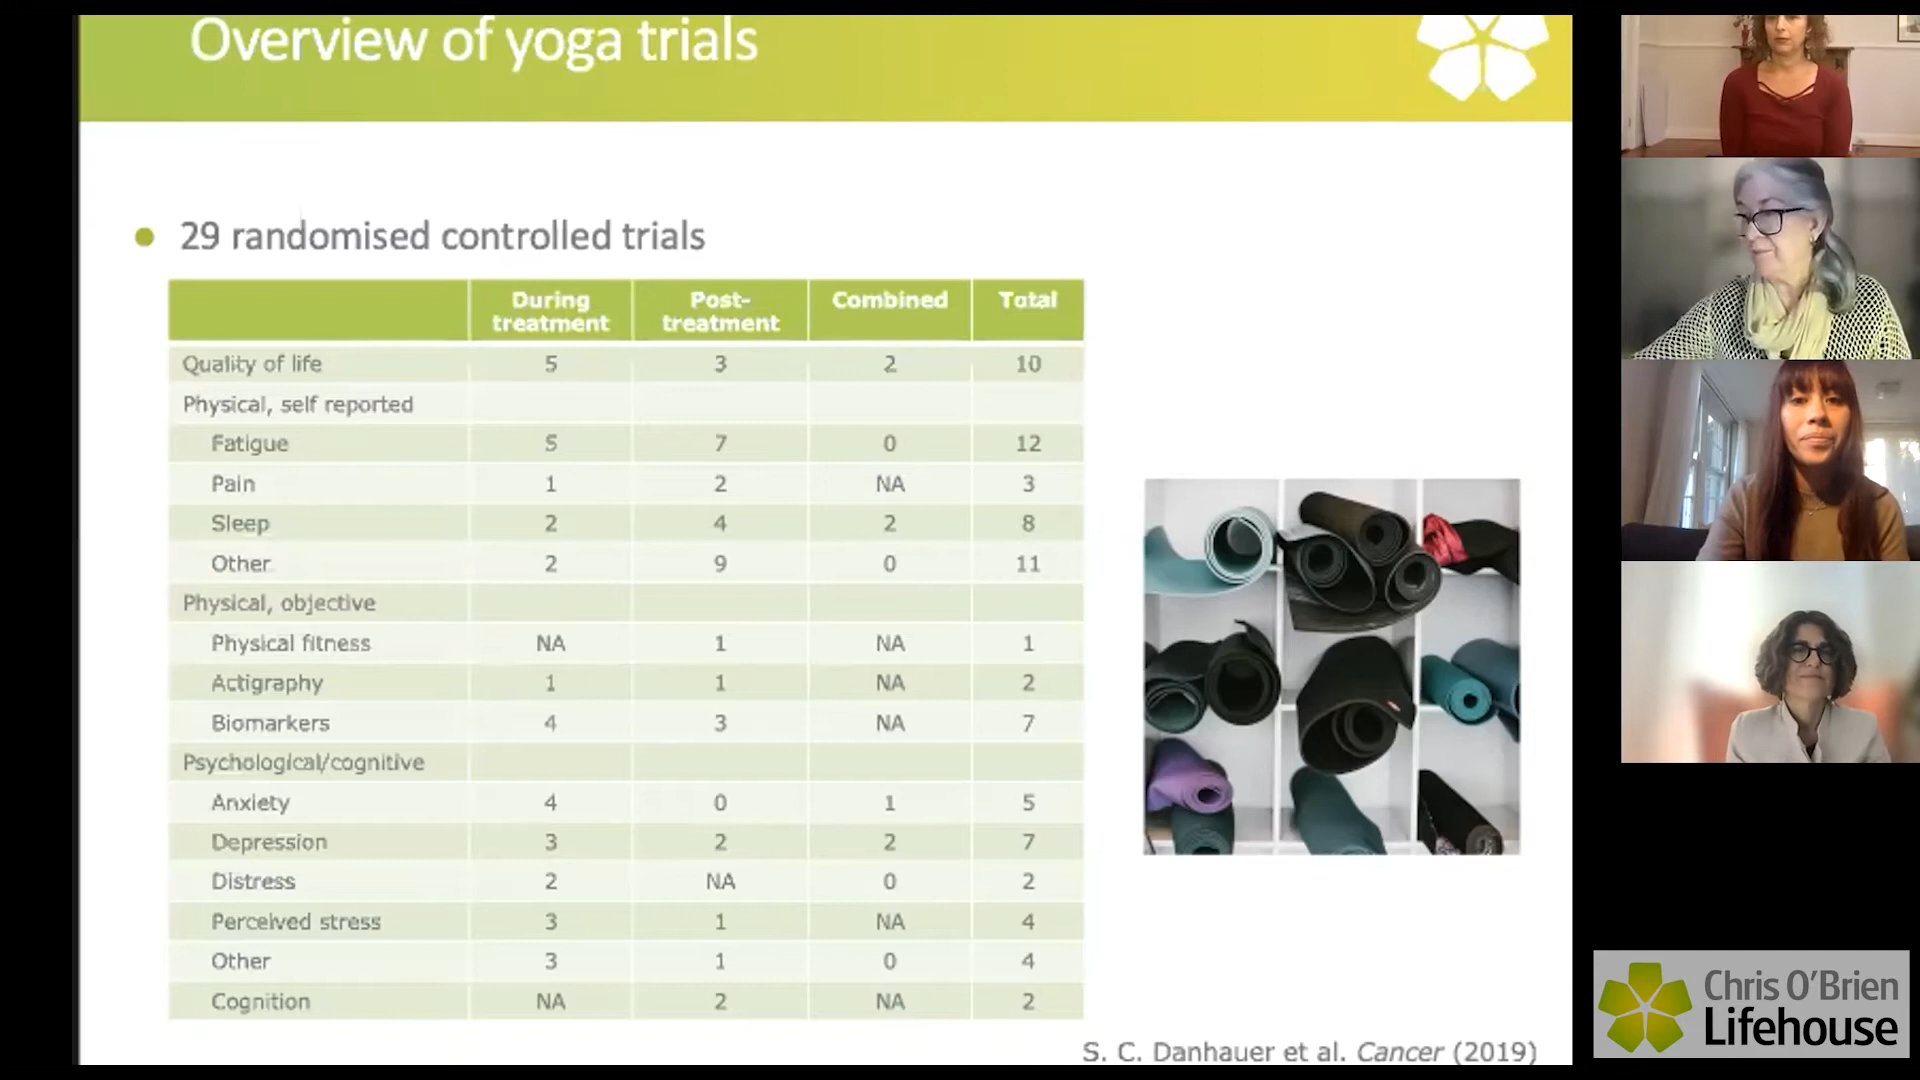 Overview of yoga trials
29 randomised controlled trials
During treatment Post-treatment Combined Total
Quality of life 5 3 2 10
Physical, self reported
Fatigue 5 7 0 12
Pain 1 2 NA 3
Sleep 2 4 2 8
Other 2 9 0 11
Physical, objective
Physical fitness NA 1 NA 1
Actigraphy 1 1 NA 2
Biomarkers 4 3 NA 7
Psychological/cognitive
Anxiety 4 0 1 5
Depression 3 2 2 7
Distress 2 NA 0 2
Perceived stress 3 1 NA 4
Other 3 1 0 4
Cognition NA 2 NA 2
S. C. Danhauer et al. Cancer (2019)
Chris O'Brien
Lifehouse